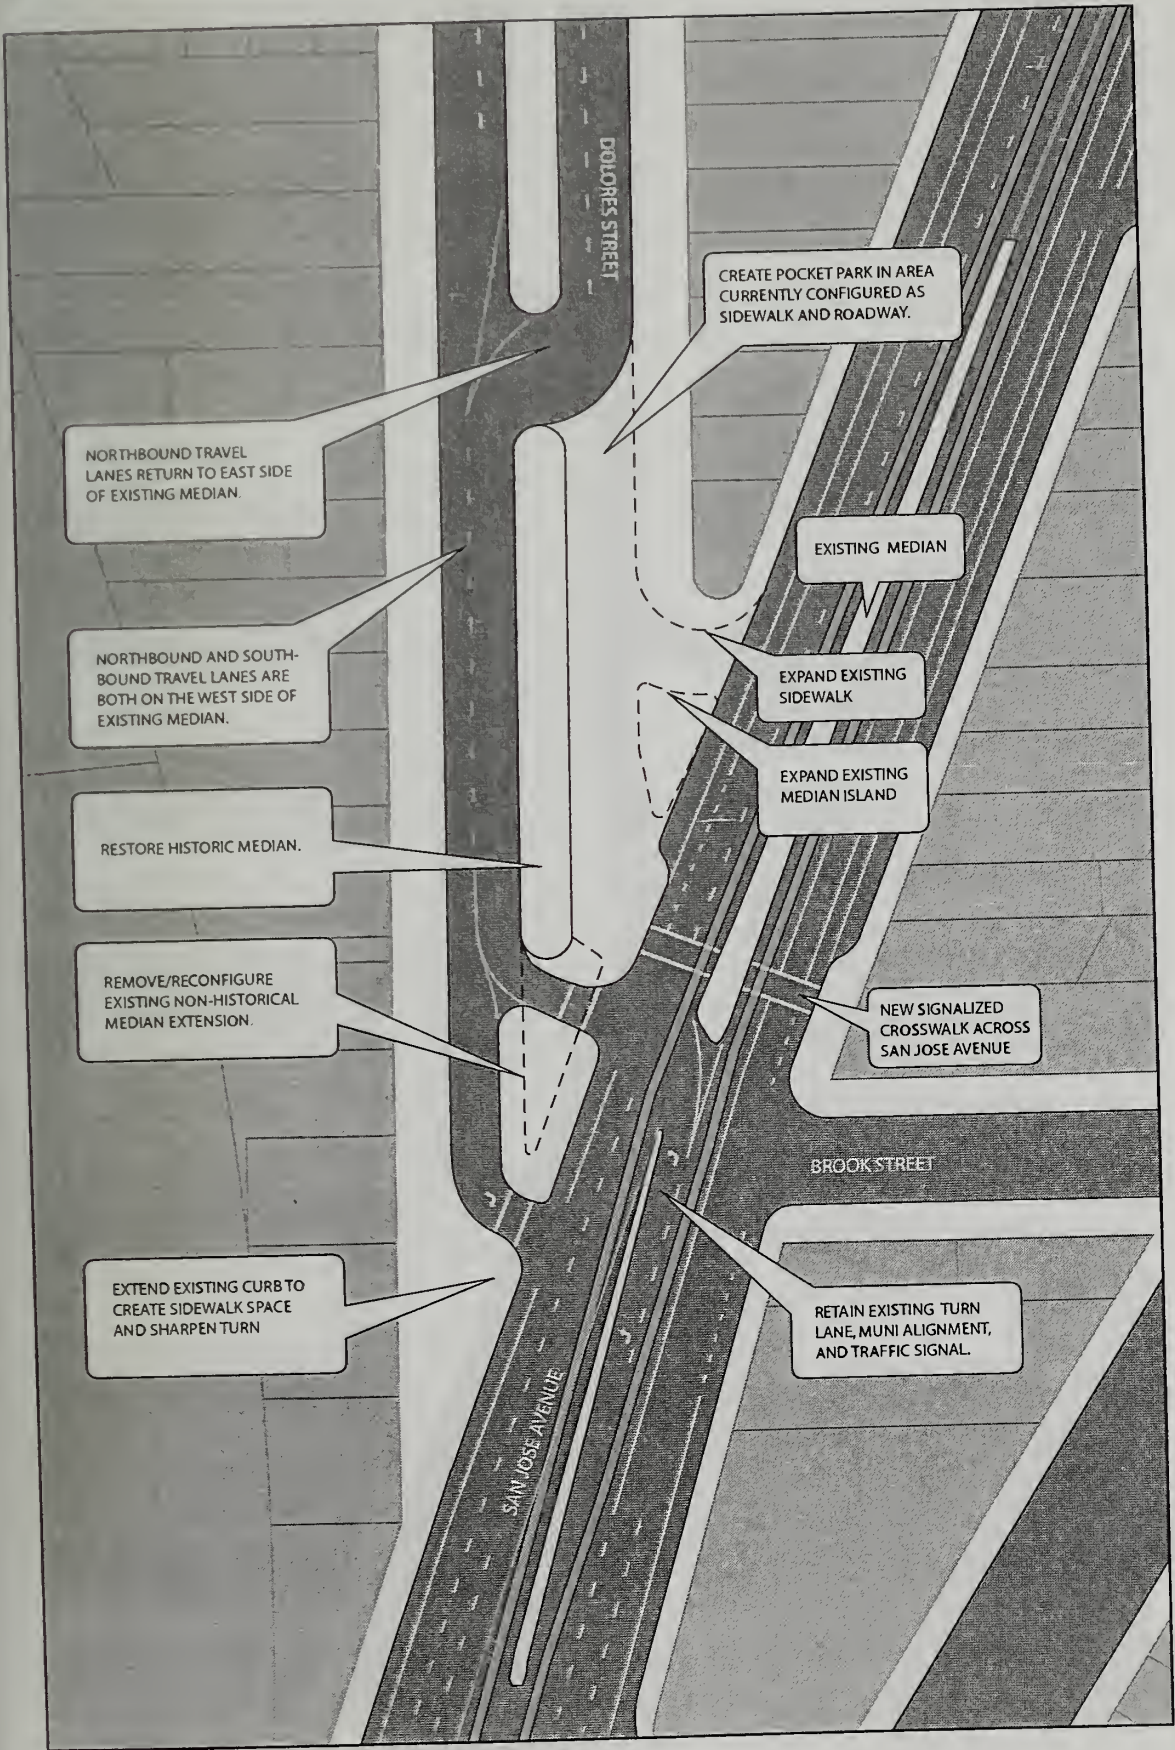 DOLORES STREET
CREATE POCKET PARK IN AREA
CURRENTLY CONFIGURED AS
SIDEWALK AND ROADWAY.
NORTHBOUND TRAVEL
LANES RETURN TO EAST SIDE
OF EXISTING MEDIAN.
EXISTING MEDIAN
NORTHBOUND AND SOUTH-
BOUND TRAVEL LANES ARE
BOTH ON THE WEST SIDE OF
EXISTING MEDIAN.
EXPAND EXISTING
SIDEWALK
EXPAND EXISTING
MEDIAN ISLAND
RESTORE HISTORIC MEDIAN.
REMOVE/RECONFIGURE
EXISTING NON-HISTORICAL
MEDIAN EXTENSION.
NEW SIGNALIZED
CROSSWALK ACROSS
SAN JOSE AVENUE
BROOK STREET
EXTEND EXISTING CURB TO
CREATE SIDEWALK SPACE
AND SHARPEN TURN
RETAIN EXISTING TURN
LANE, MUNI ALIGNMENT,
AND TRAFFIC SIGNAL.
SAN JOSE AVENUE